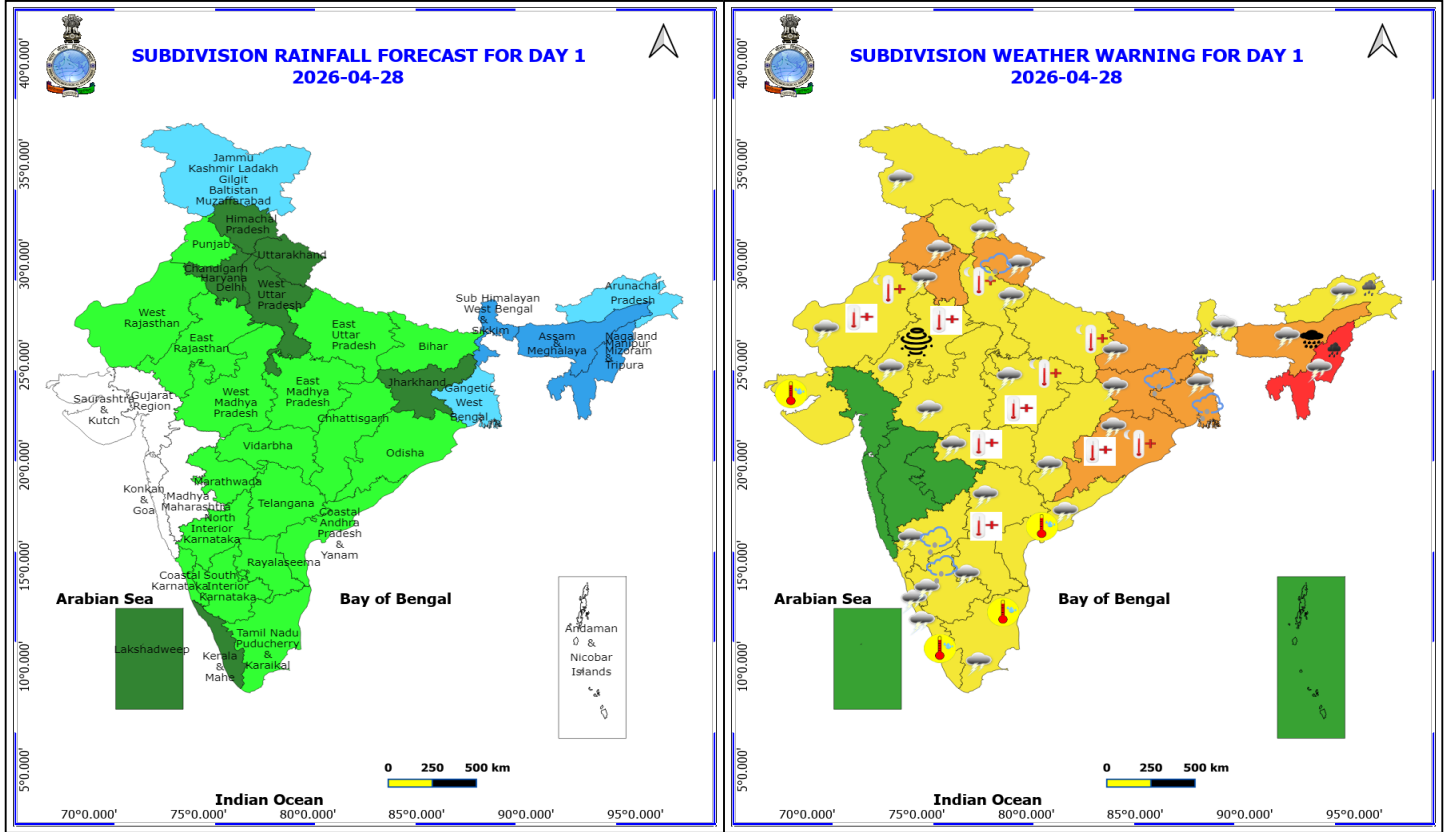 SUBDIVISION RAINFALL FORECAST FOR DAY 1
2026-04-28
40°0.000'
35°0.000'
30°0.000'
25°0.000'
20°0.000'
15°0.000'
10°0.000'
5°0.000'
Jammu
Kashmir Ladakh
Gilgit
Baltistan
Muzaffarabad
Himachal
Pradesh
Punjab
Uttarakhand
Chandigarh
Haryana
Delhi
West
Uttar
Pradesh
Arunachal
Pradesh
Sub Himalayan
West Bengal
&
Sikkim
West
Rajasthan
East
Rajasthan
East
Uttar
Pradesh
Bihar
Assam
&
Meghalaya
Nagaland
Manipur
Mizoram
&
Tripura
Jharkhand
Gangetic
West
Bengal
Saurashtra
&
Kutch
Gujarat
Region
West
Madhya
Pradesh
East
Madhya
Pradesh
Chhattisgarh
Vidarbha
Odisha
Marathwada
Konkan
&
Goa
Madhya
Maharashtra
Telangana
North
Interior
Karnataka
Coastal
Andhra
Pradesh
&
Yanam
Rayalaseema
Coastal
Karnataka
South
Interior
Karnataka
Arabian Sea
Bay of Bengal
Lakshadweep
Kerala
&
Mahe
Tamil Nadu
Puducherry
&
Karaikal
Andaman
&
Nicobar
Islands
0 250 500 km
Indian Ocean
70°0.000' 75°0.000' 80°0.000' 85°0.000' 90°0.000' 95°0.000'
SUBDIVISION WEATHER WARNING FOR DAY 1
2026-04-28
40°0.000'
35°0.000'
30°0.000'
25°0.000'
20°0.000'
15°0.000'
10°0.000'
5°0.000'
Arabian Sea
Bay of Bengal
0 250 500 km
Indian Ocean
70°0.000' 75°0.000' 80°0.000' 85°0.000' 90°0.000' 95°0.000'